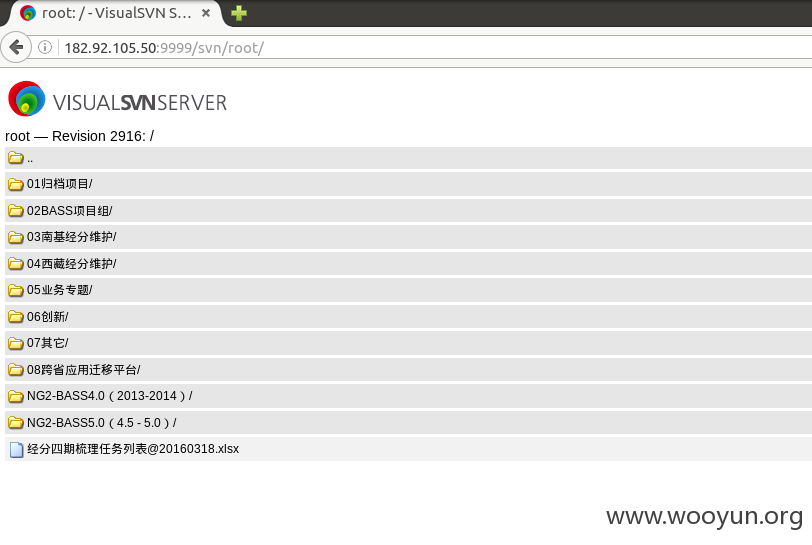 root: / - VisualSVN S...
182.92.105.50:9999/svn/root/
VISUALSVNSERVER
root — Revision 2916: /
..
01归档项目/
02BASS项目组/
03南基经分维护/
04西藏经分维护/
05业务专题/
06创新/
07其它/
08跨省应用迁移平台/
NG2-BASS4.0（2013-2014）/
NG2-BASS5.0（4.5 - 5.0）/
经分四期梳理任务列表@20160318.xlsx
www.wooyun.org